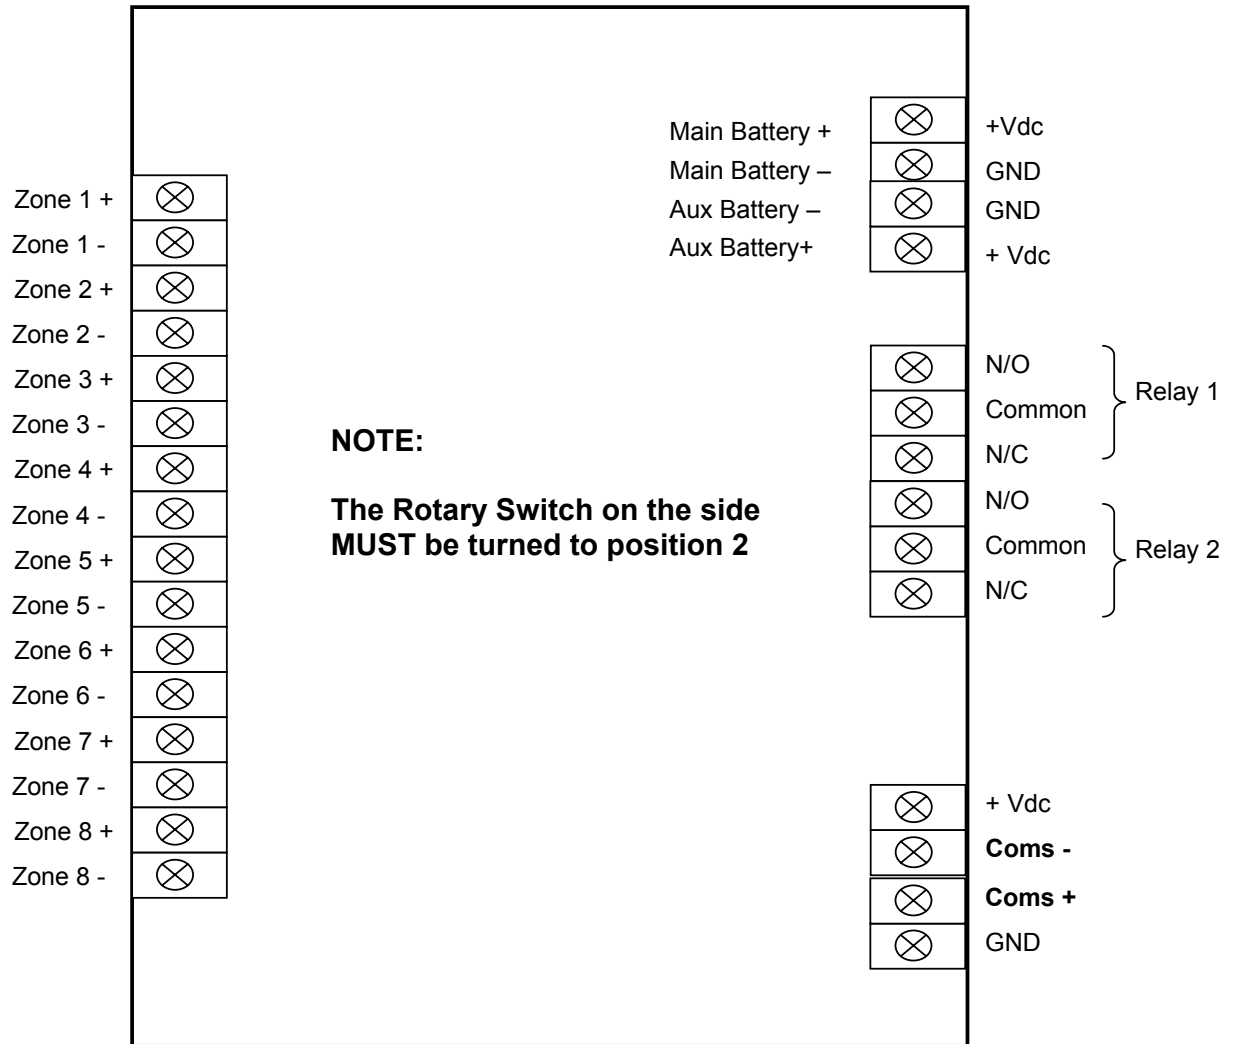 Zone 1 +
Zone 1 -
Zone 2 +
Zone 2 -
Zone 3 +
Zone 3 -
Zone 4 +
Zone 4 -
Zone 5 +
Zone 5 -
Zone 6 +
Zone 6 -
Zone 7 +
Zone 7 -
Zone 8 +
Zone 8 -
NOTE:
The Rotary Switch on the side
MUST be turned to position 2
Main Battery + +Vdc
Main Battery – GND
Aux Battery – GND
Aux Battery+ + Vdc
N/O
Common
N/C
Relay 1
N/O
Common
N/C
Relay 2
+ Vdc
Coms -
Coms +
GND